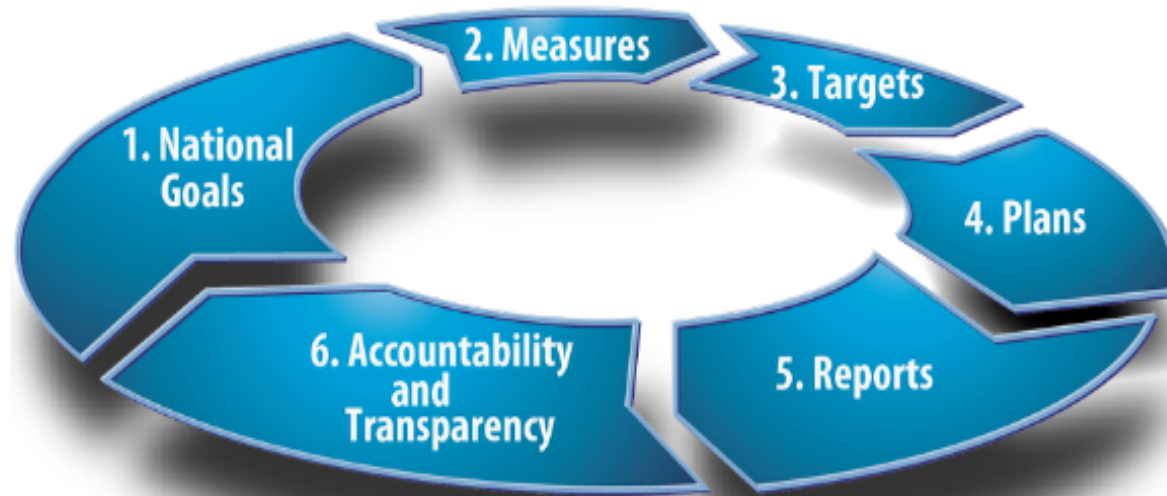 1. National
Goals
2. Measures
3. Targets
4. Plans
5. Reports
6. Accountability
and
Transparency